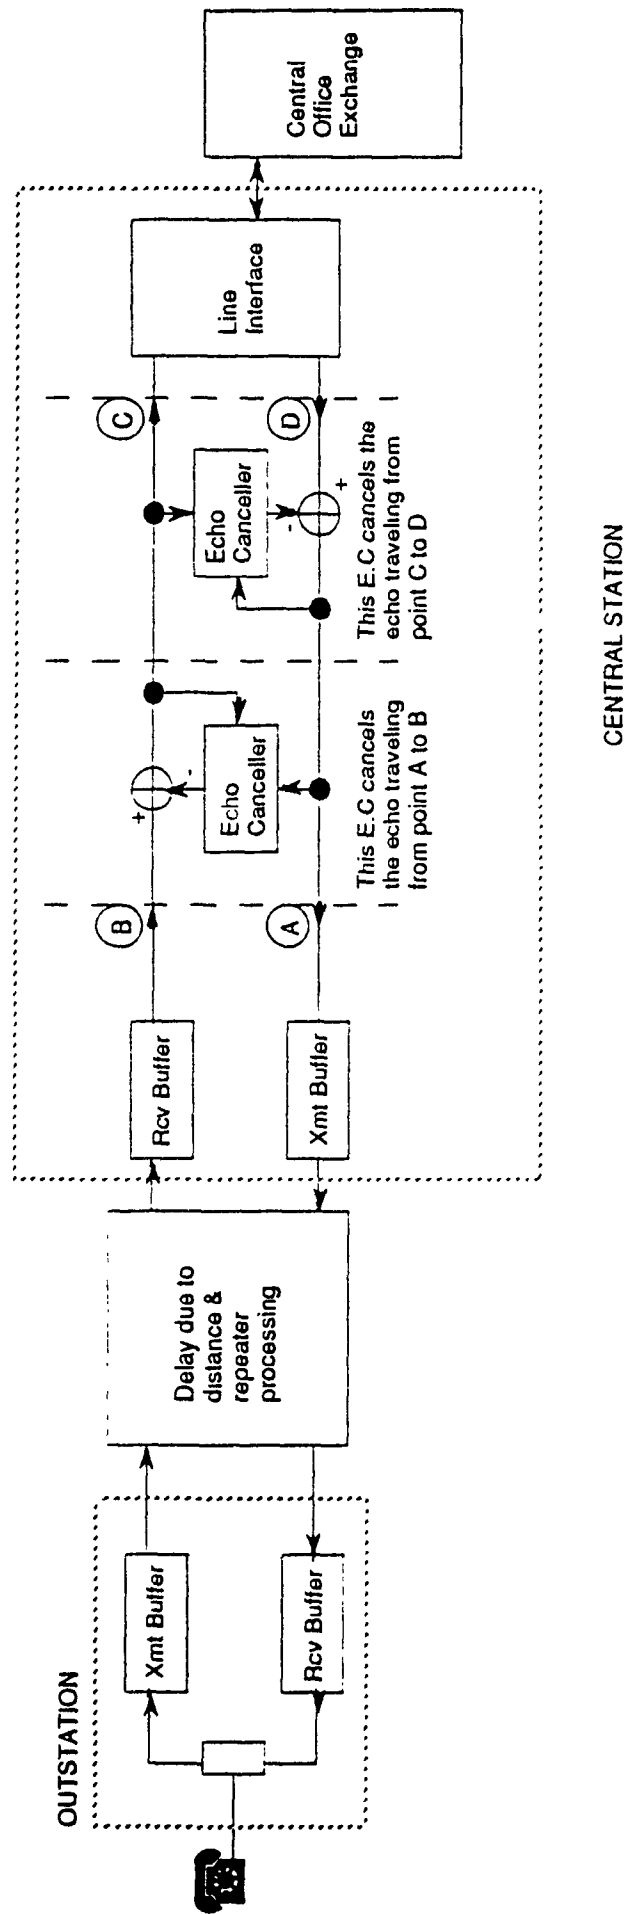 OUTSTATION
Xmt Buffer
Rcv Buffer
Delay due to
distance &
repeater
processing
Rcv Buffer
Xmt Buffer
B
A
+
-
Echo
Canceller
This E.C cancels
the echo traveling
from point A to B
Echo
Canceller
-
+
This E.C cancels the
echo traveling from
point C to D
C
D
Line
Interface
Central
Office
Exchange
CENTRAL STATION